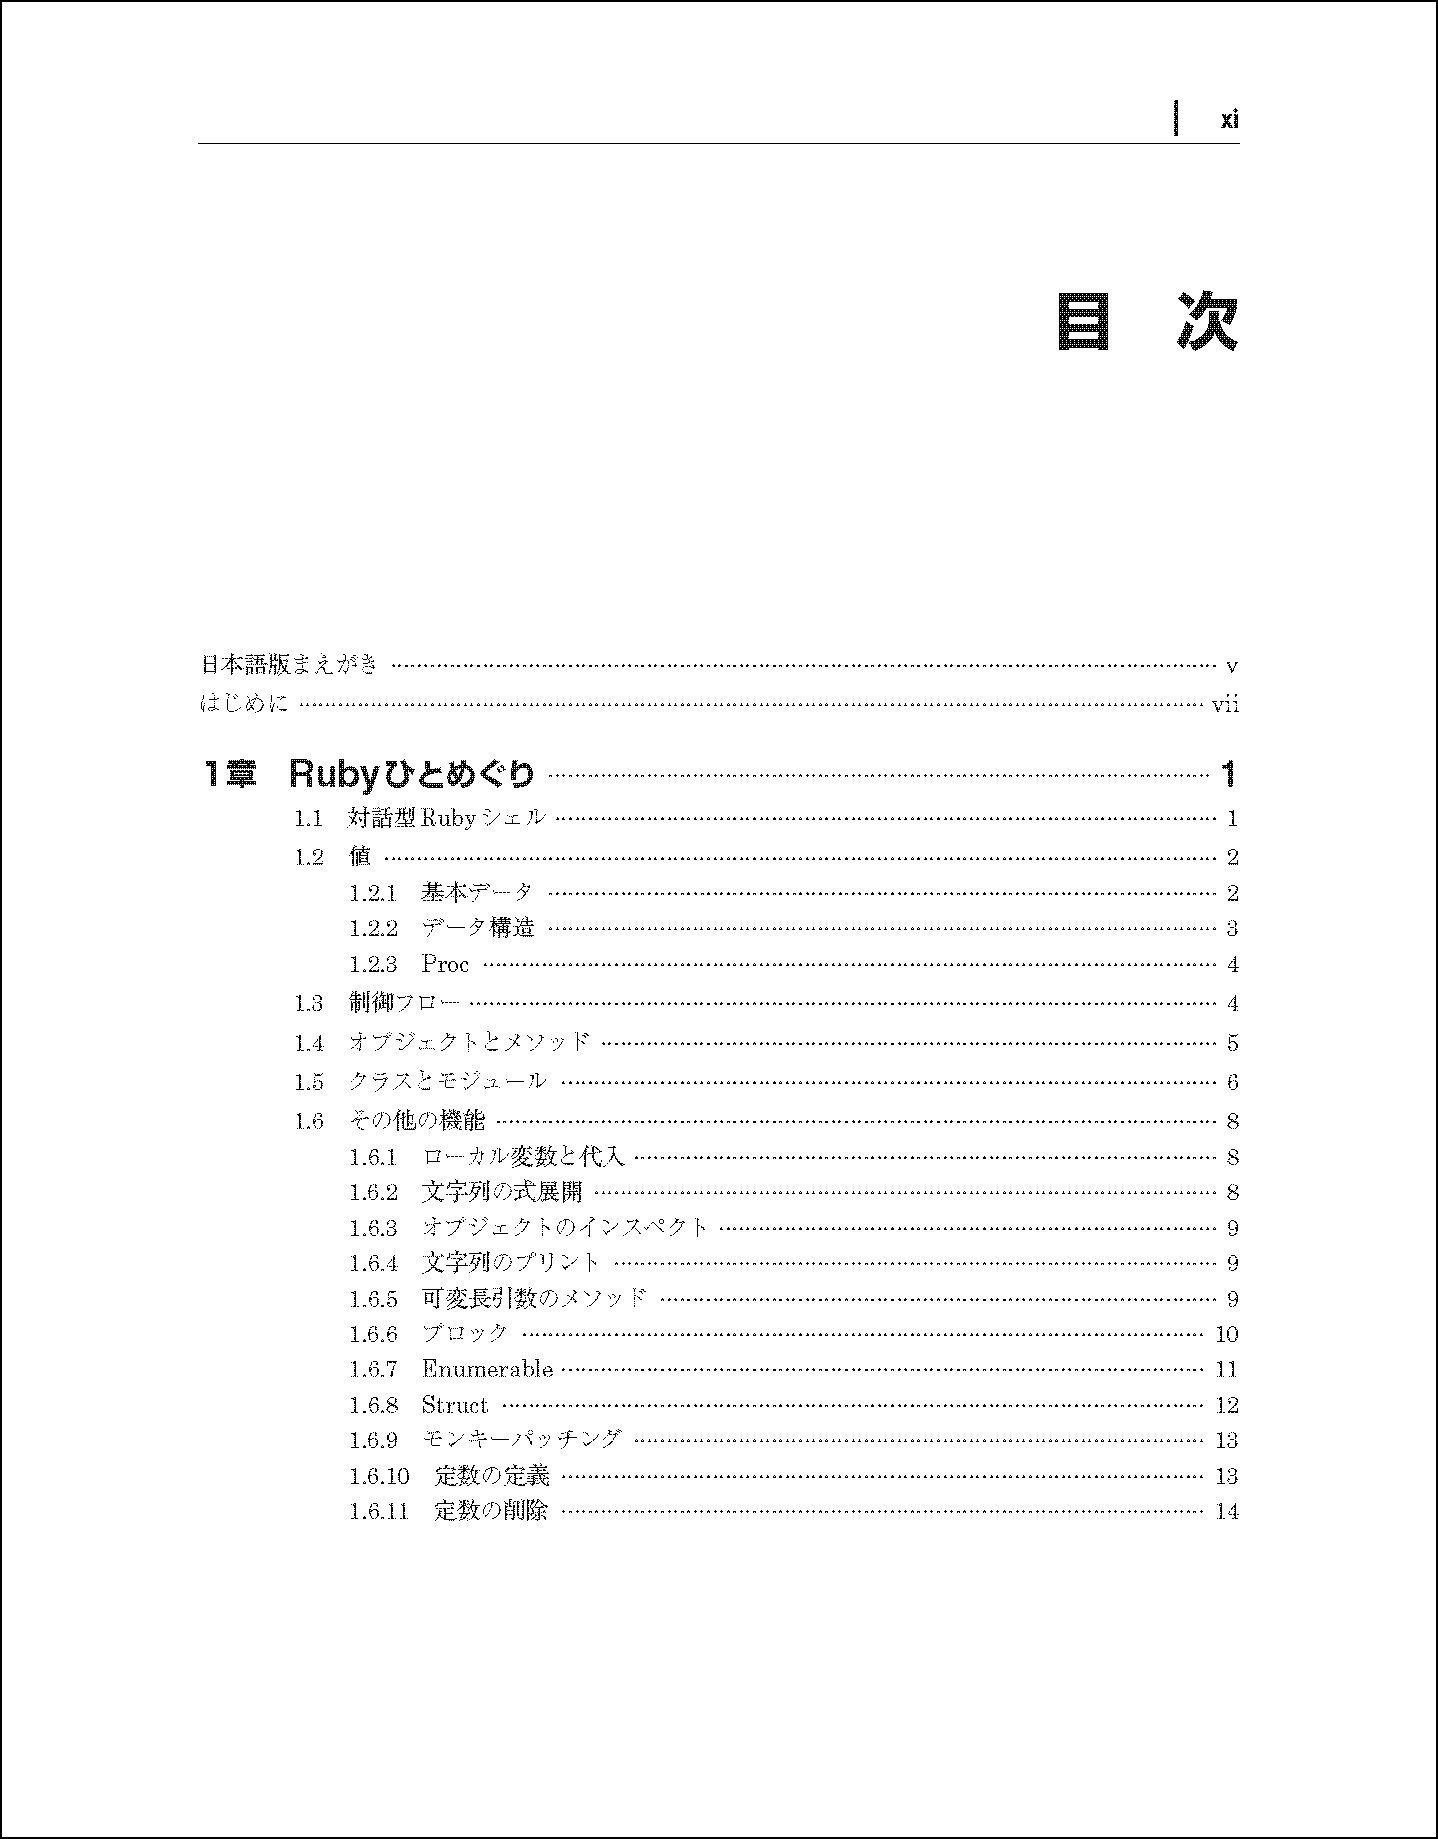 xi
目 次
日本語版まえがき ‥‥‥‥‥‥‥‥‥‥ v
はじめに ‥‥‥‥‥‥‥‥‥‥ vii
1章 Rubyひとめぐり ‥‥‥‥‥‥‥‥‥‥ 1
1.1 対話型Rubyシェル ‥‥‥‥‥‥‥‥‥‥ 1
1.2 値 ‥‥‥‥‥‥‥‥‥‥ 2
1.2.1 基本データ ‥‥‥‥‥‥‥‥‥‥ 2
1.2.2 データ構造 ‥‥‥‥‥‥‥‥‥‥ 3
1.2.3 Proc ‥‥‥‥‥‥‥‥‥‥ 4
1.3 制御フロー ‥‥‥‥‥‥‥‥‥‥ 4
1.4 オブジェクトとメソッド ‥‥‥‥‥‥‥‥‥‥ 5
1.5 クラスとモジュール ‥‥‥‥‥‥‥‥‥‥ 6
1.6 その他の機能 ‥‥‥‥‥‥‥‥‥‥ 8
1.6.1 ローカル変数と代入 ‥‥‥‥‥‥‥‥‥‥ 8
1.6.2 文字列の式展開 ‥‥‥‥‥‥‥‥‥‥ 8
1.6.3 オブジェクトのインスペクト ‥‥‥‥‥‥‥‥‥‥ 9
1.6.4 文字列のプリント ‥‥‥‥‥‥‥‥‥‥ 9
1.6.5 可変長引数のメソッド ‥‥‥‥‥‥‥‥‥‥ 9
1.6.6 ブロック ‥‥‥‥‥‥‥‥‥‥ 10
1.6.7 Enumerable ‥‥‥‥‥‥‥‥‥‥ 11
1.6.8 Struct ‥‥‥‥‥‥‥‥‥‥ 12
1.6.9 モンキーパッチング ‥‥‥‥‥‥‥‥‥‥ 13
1.6.10 定数の定義 ‥‥‥‥‥‥‥‥‥‥ 13
1.6.11 定数の削除 ‥‥‥‥‥‥‥‥‥‥ 14